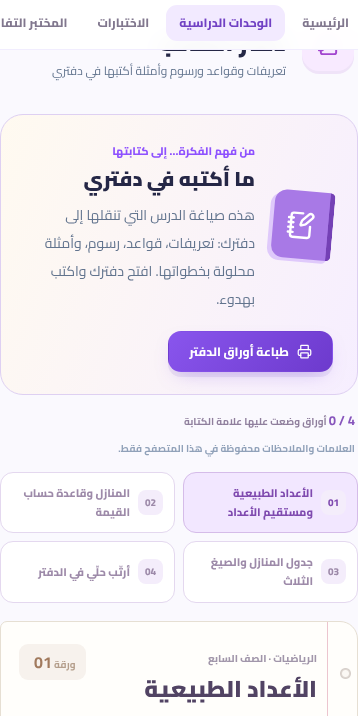 الرئيسية
الوحدات الدراسية
الاختبارات
تعريفات وقواعد ورسوم وأمثلة أكتبها في دفتري
من فهم الفكرة... إلى كتابتها
ما أكتبه في دفتري
هذه صياغة الدرس التي تنقلها إلى
دفترك: تعريفات، قواعد، رسوم، وأمثلة
محلولة بخطواتها. افتح دفترك واكتب
بهدوء.
طباعة أوراق الدفتر
0 / 4 أوراق وضعت عليها علامة الكتابة
العلامات والملاحظات محفوظة في هذا المتصفح فقط.
01 الأعداد الطبيعية
ومستقيم الأعداد
02 المنازل وقاعدة حساب
القيمة
03 جدول المنازل والصيغ
الثلاث
04 أرتّب حلّي في الدفتر
الرياضيات · الصف السابع
ورقة 01
الأعداد الطبيعية